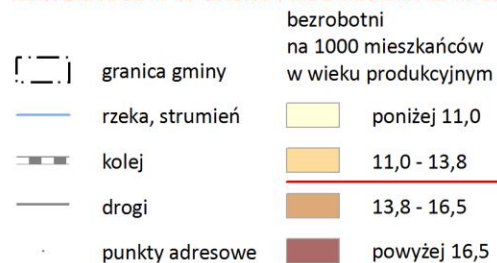 bezrobotni
na 1000 mieszkańców
w wieku produkcyjnym
granica gminy
rzeka, strumień
kolej
drogi
punkty adresowe
poniżej 11,0
11,0 - 13,8
13,8 - 16,5
powyżej 16,5